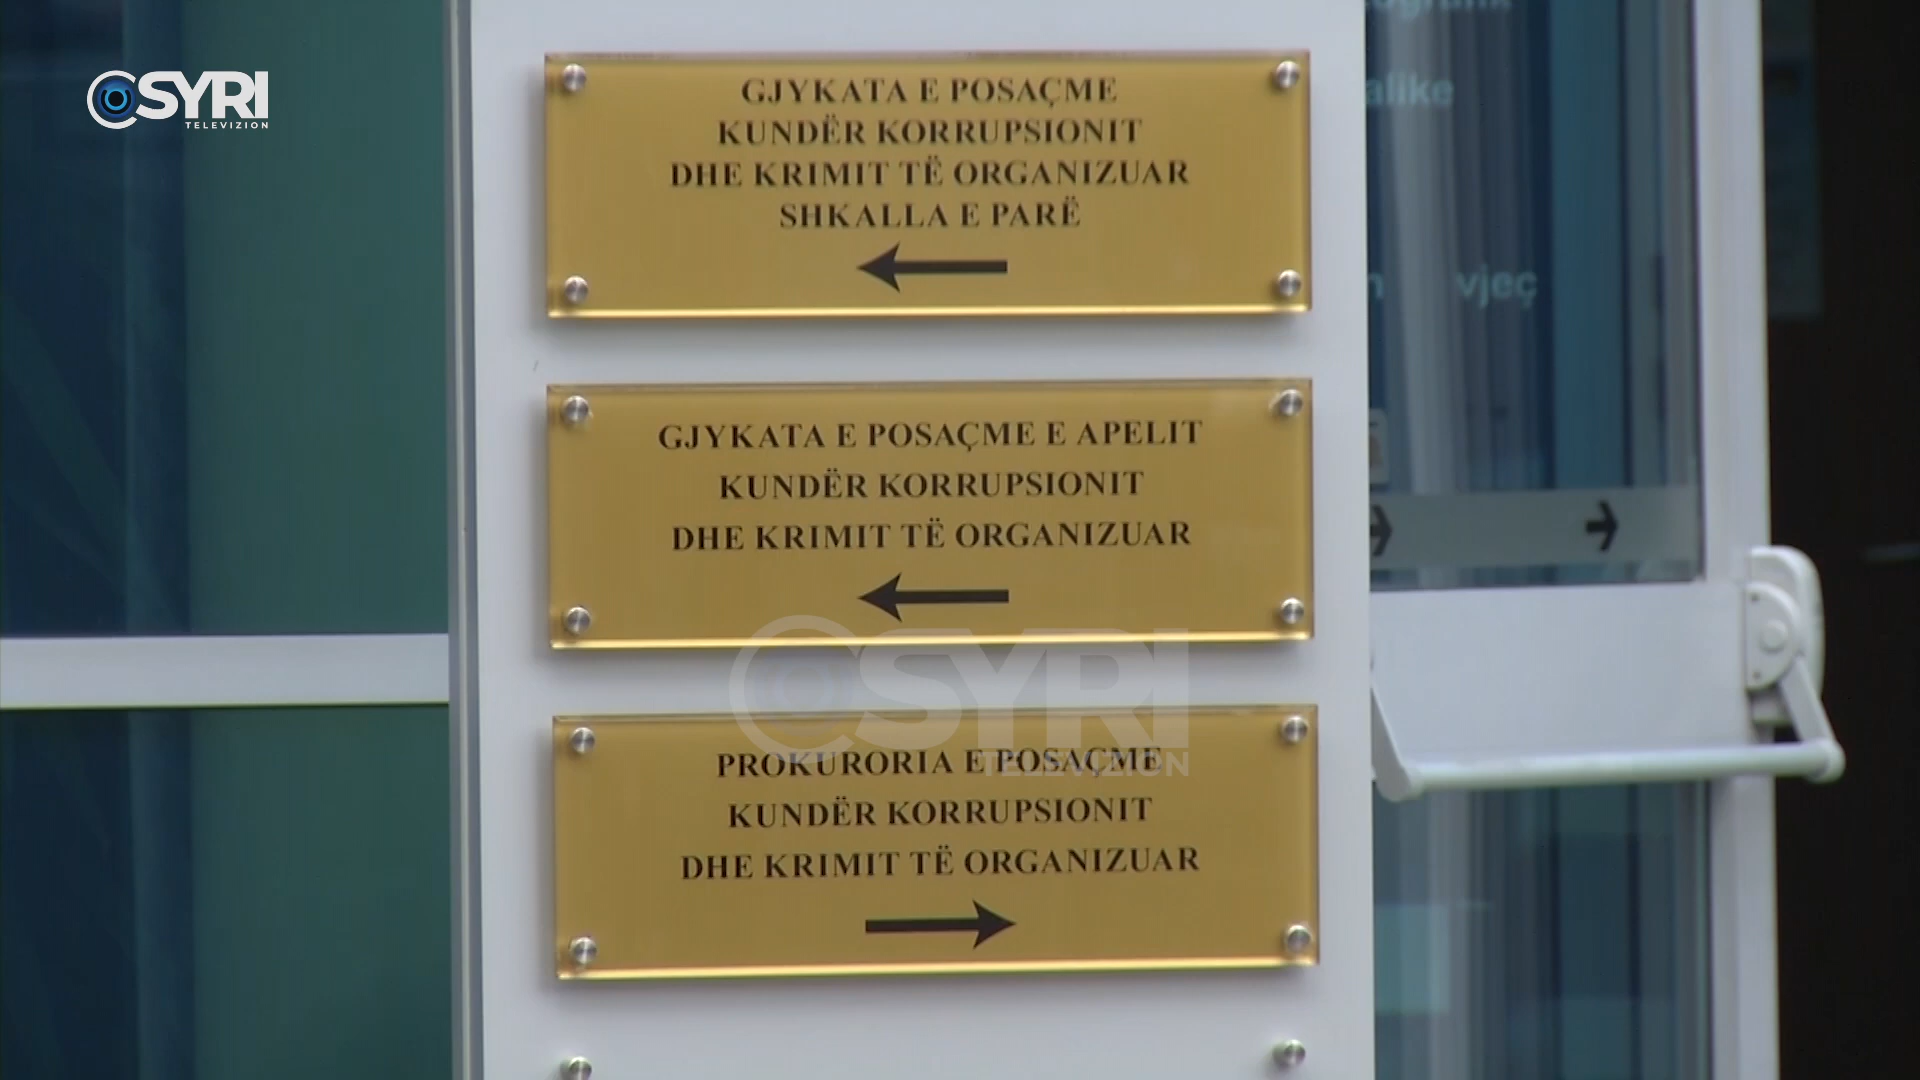 SYRI
TELEVIZION
GJYKATA E POSAÇME
KUNDËR KORRUPSIONIT
DHE KRIMIT TË ORGANIZUAR
SHKALLA E PARË
GJYKATA E POSAÇME E APELIT
KUNDËR KORRUPSIONIT
DHE KRIMIT TË ORGANIZUAR
SYRI
TELEVIZION
PROKURORIA E POSAÇME
KUNDËR KORRUPSIONIT
DHE KRIMIT TË ORGANIZUAR
vjeç